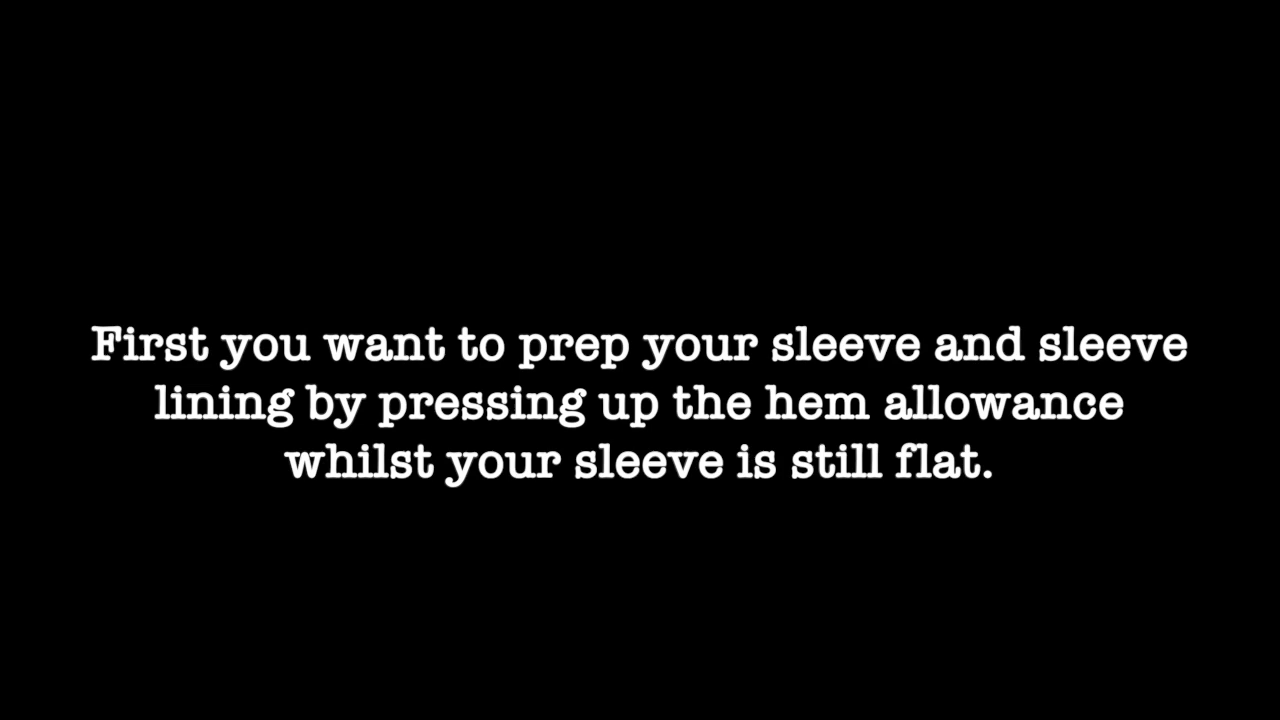 First you want to prep your sleeve and sleeve
lining by pressing up the hem allowance
whilst your sleeve is still flat.